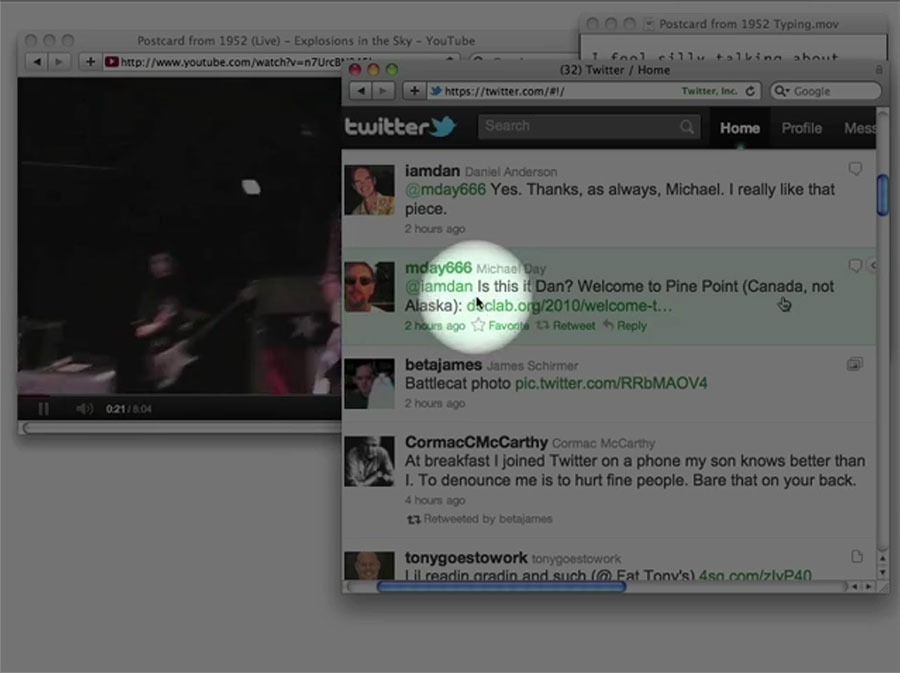 Postcard from 1952 Typing.mov
I feel silly talking about
Postcard from 1952 (Live) – Explosions in the Sky – YouTube
http://www.youtube.com/watch?v=n7UrcB
0:21 / 8:04
(32) Twitter / Home
https://twitter.com/#!/
Twitter, Inc.
Google
twitter
Search
Home
Profile
Mess
iamdan Daniel Anderson
@mday666 Yes. Thanks, as always, Michael. I really like that
piece.
2 hours ago
mday666 Michael Day
@iamdan Is this it Dan? Welcome to Pine Point (Canada, not
Alaska): doclab.org/2010/welcome-t...
2 hours ago Favorite Retweet Reply
betajames James Schirmer
Battlecat photo pic.twitter.com/RRbMAOV4
2 hours ago
CormacCMcCarthy Cormac McCarthy
At breakfast I joined Twitter on a phone my son knows better than
I. To denounce me is to hurt fine people. Bare that on your back.
4 hours ago
Retweeted by betajames
tonygoestowork tonygoestowork
Lil readin gradin and such (@ Fat Tony's) 4sq.com/zIyP40